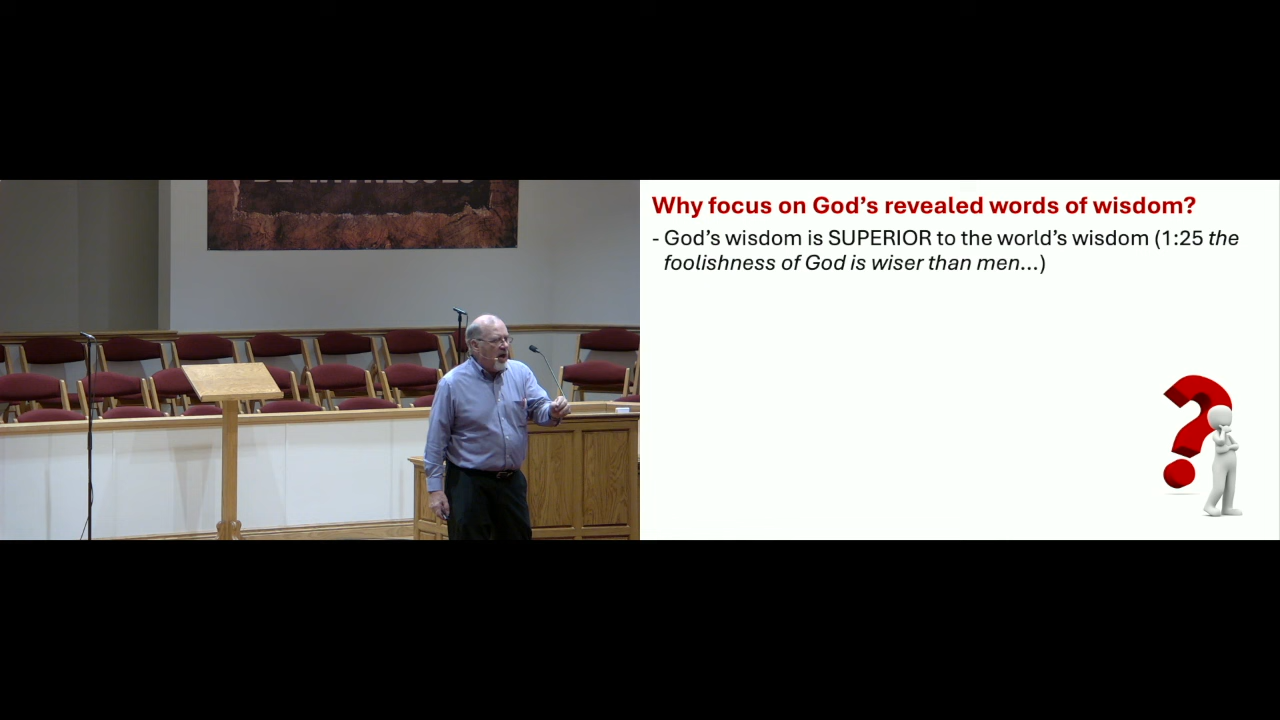 Why focus on God's revealed words of wisdom?
- God's wisdom is SUPERIOR to the world's wisdom (1:25 the
foolishness of God is wiser than men...)